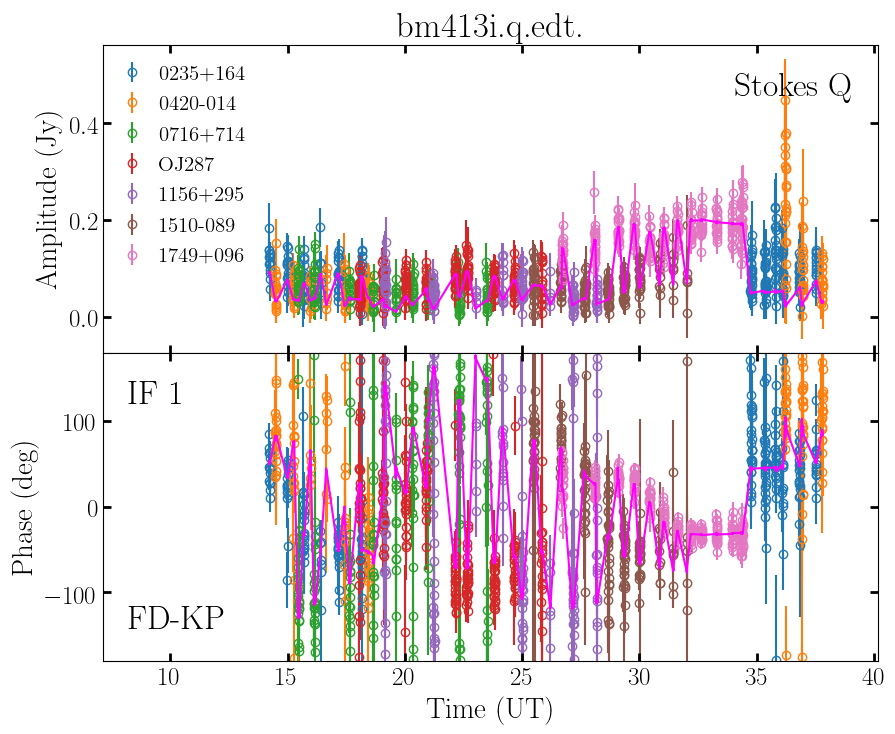 bm413i.q.edt.
Stokes Q
0235+164
0420-014
0716+714
OJ287
1156+295
1510-089
1749+096
Amplitude (Jy)
0.4
0.2
0.0
IF 1
FD-KP
Phase (deg)
100
0
−100
10 15 20 25 30 35 40
Time (UT)